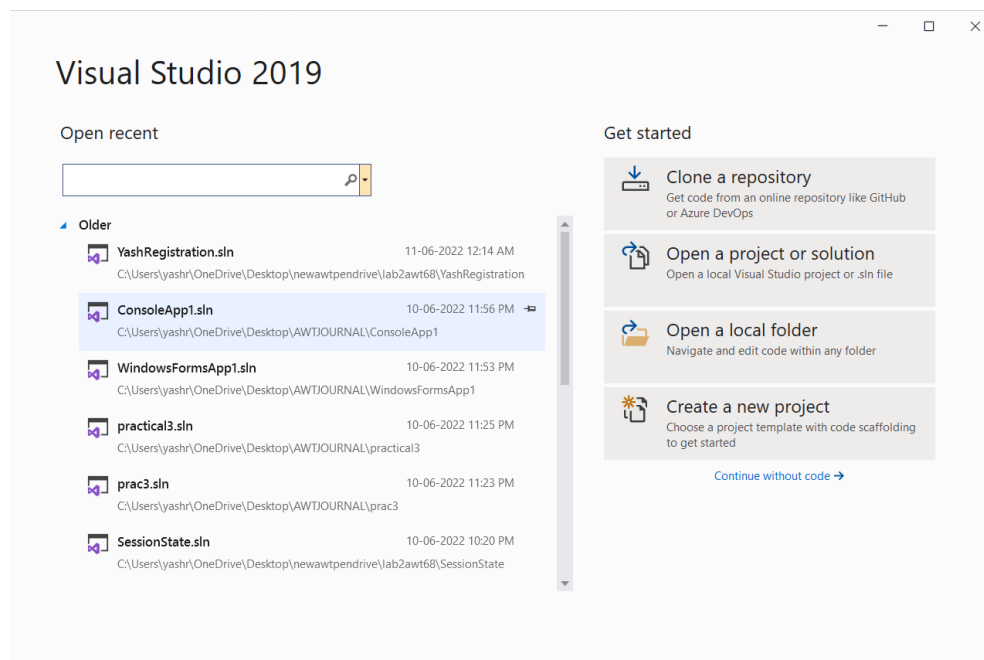 Visual Studio 2019
Open recent
Older
YashRegistration.sln 11-06-2022 12:14 AM
C:\Users\yashr\OneDrive\Desktop\newawtpendrive\lab2awt68\YashRegistration
ConsoleApp1.sln 10-06-2022 11:56 PM
C:\Users\yashr\OneDrive\Desktop\AWTJOURNAL\ConsoleApp1
WindowsFormsApp1.sln 10-06-2022 11:53 PM
C:\Users\yashr\OneDrive\Desktop\AWTJOURNAL\WindowsFormsApp1
practical3.sln 10-06-2022 11:25 PM
C:\Users\yashr\OneDrive\Desktop\AWTJOURNAL\practical3
prac3.sln 10-06-2022 11:23 PM
C:\Users\yashr\OneDrive\Desktop\AWTJOURNAL\prac3
SessionState.sln 10-06-2022 10:20 PM
C:\Users\yashr\OneDrive\Desktop\newawtpendrive\lab2awt68\SessionState
Get started
Clone a repository
Get code from an online repository like GitHub
or Azure DevOps
Open a project or solution
Open a local Visual Studio project or .sln file
Open a local folder
Navigate and edit code within any folder
Create a new project
Choose a project template with code scaffolding
to get started
Continue without code →